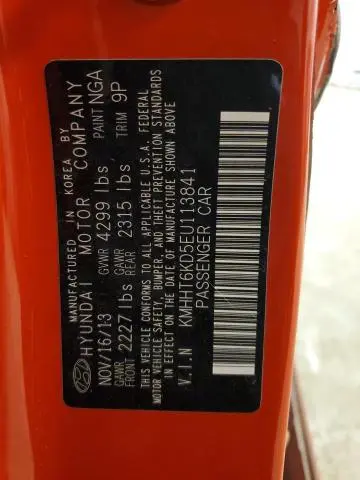 MANUFACTURED IN KOREA BY
HYUNDAI MOTOR COMPANY
NOV/16/13 GVWR 4299 lbs PAINT NGA
GAWR FRONT 2227lbs GAWR REAR 2315 lbs TRIM 9P
THIS VEHICLE CONFORMS TO ALL APPLICABLE U.S.A. FEDERAL
MOTOR VEHICLE SAFETY, BUMPER, AND THEFT PREVENTION STANDARDS
IN EFFECT ON THE DATE OF MANUFACTURE SHOWN ABOVE
V.I.N KMHHT6KD5EU113841
PASSENGER CAR